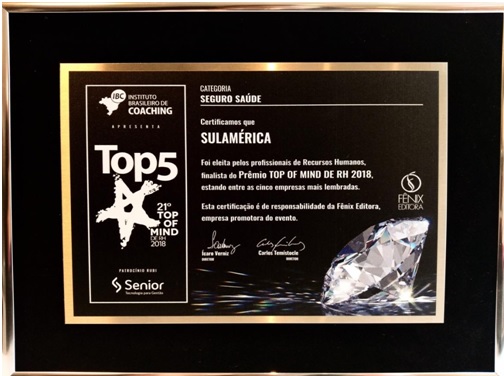 IBC
INSTITUTO
BRASILEIRO DE
COACHING
APRESENTA
Top5
21º
TOP
OF
MIND
DE RH
2018
PATROCÍNIO RUBI
Senior
Tecnologia para Gestão
CATEGORIA
SEGURO SAÚDE
Certificamos que
SULAMÉRICA
Foi eleita pelos profissionais de Recursos Humanos,
finalista do Prêmio TOP OF MIND DE RH 2018,
estando entre as cinco empresas mais lembradas.
Esta certificação é de responsabilidade da Fênix Editora,
empresa promotora do evento.
FÊNIX
EDITORA
Carlos Temistocle
DIRETOR